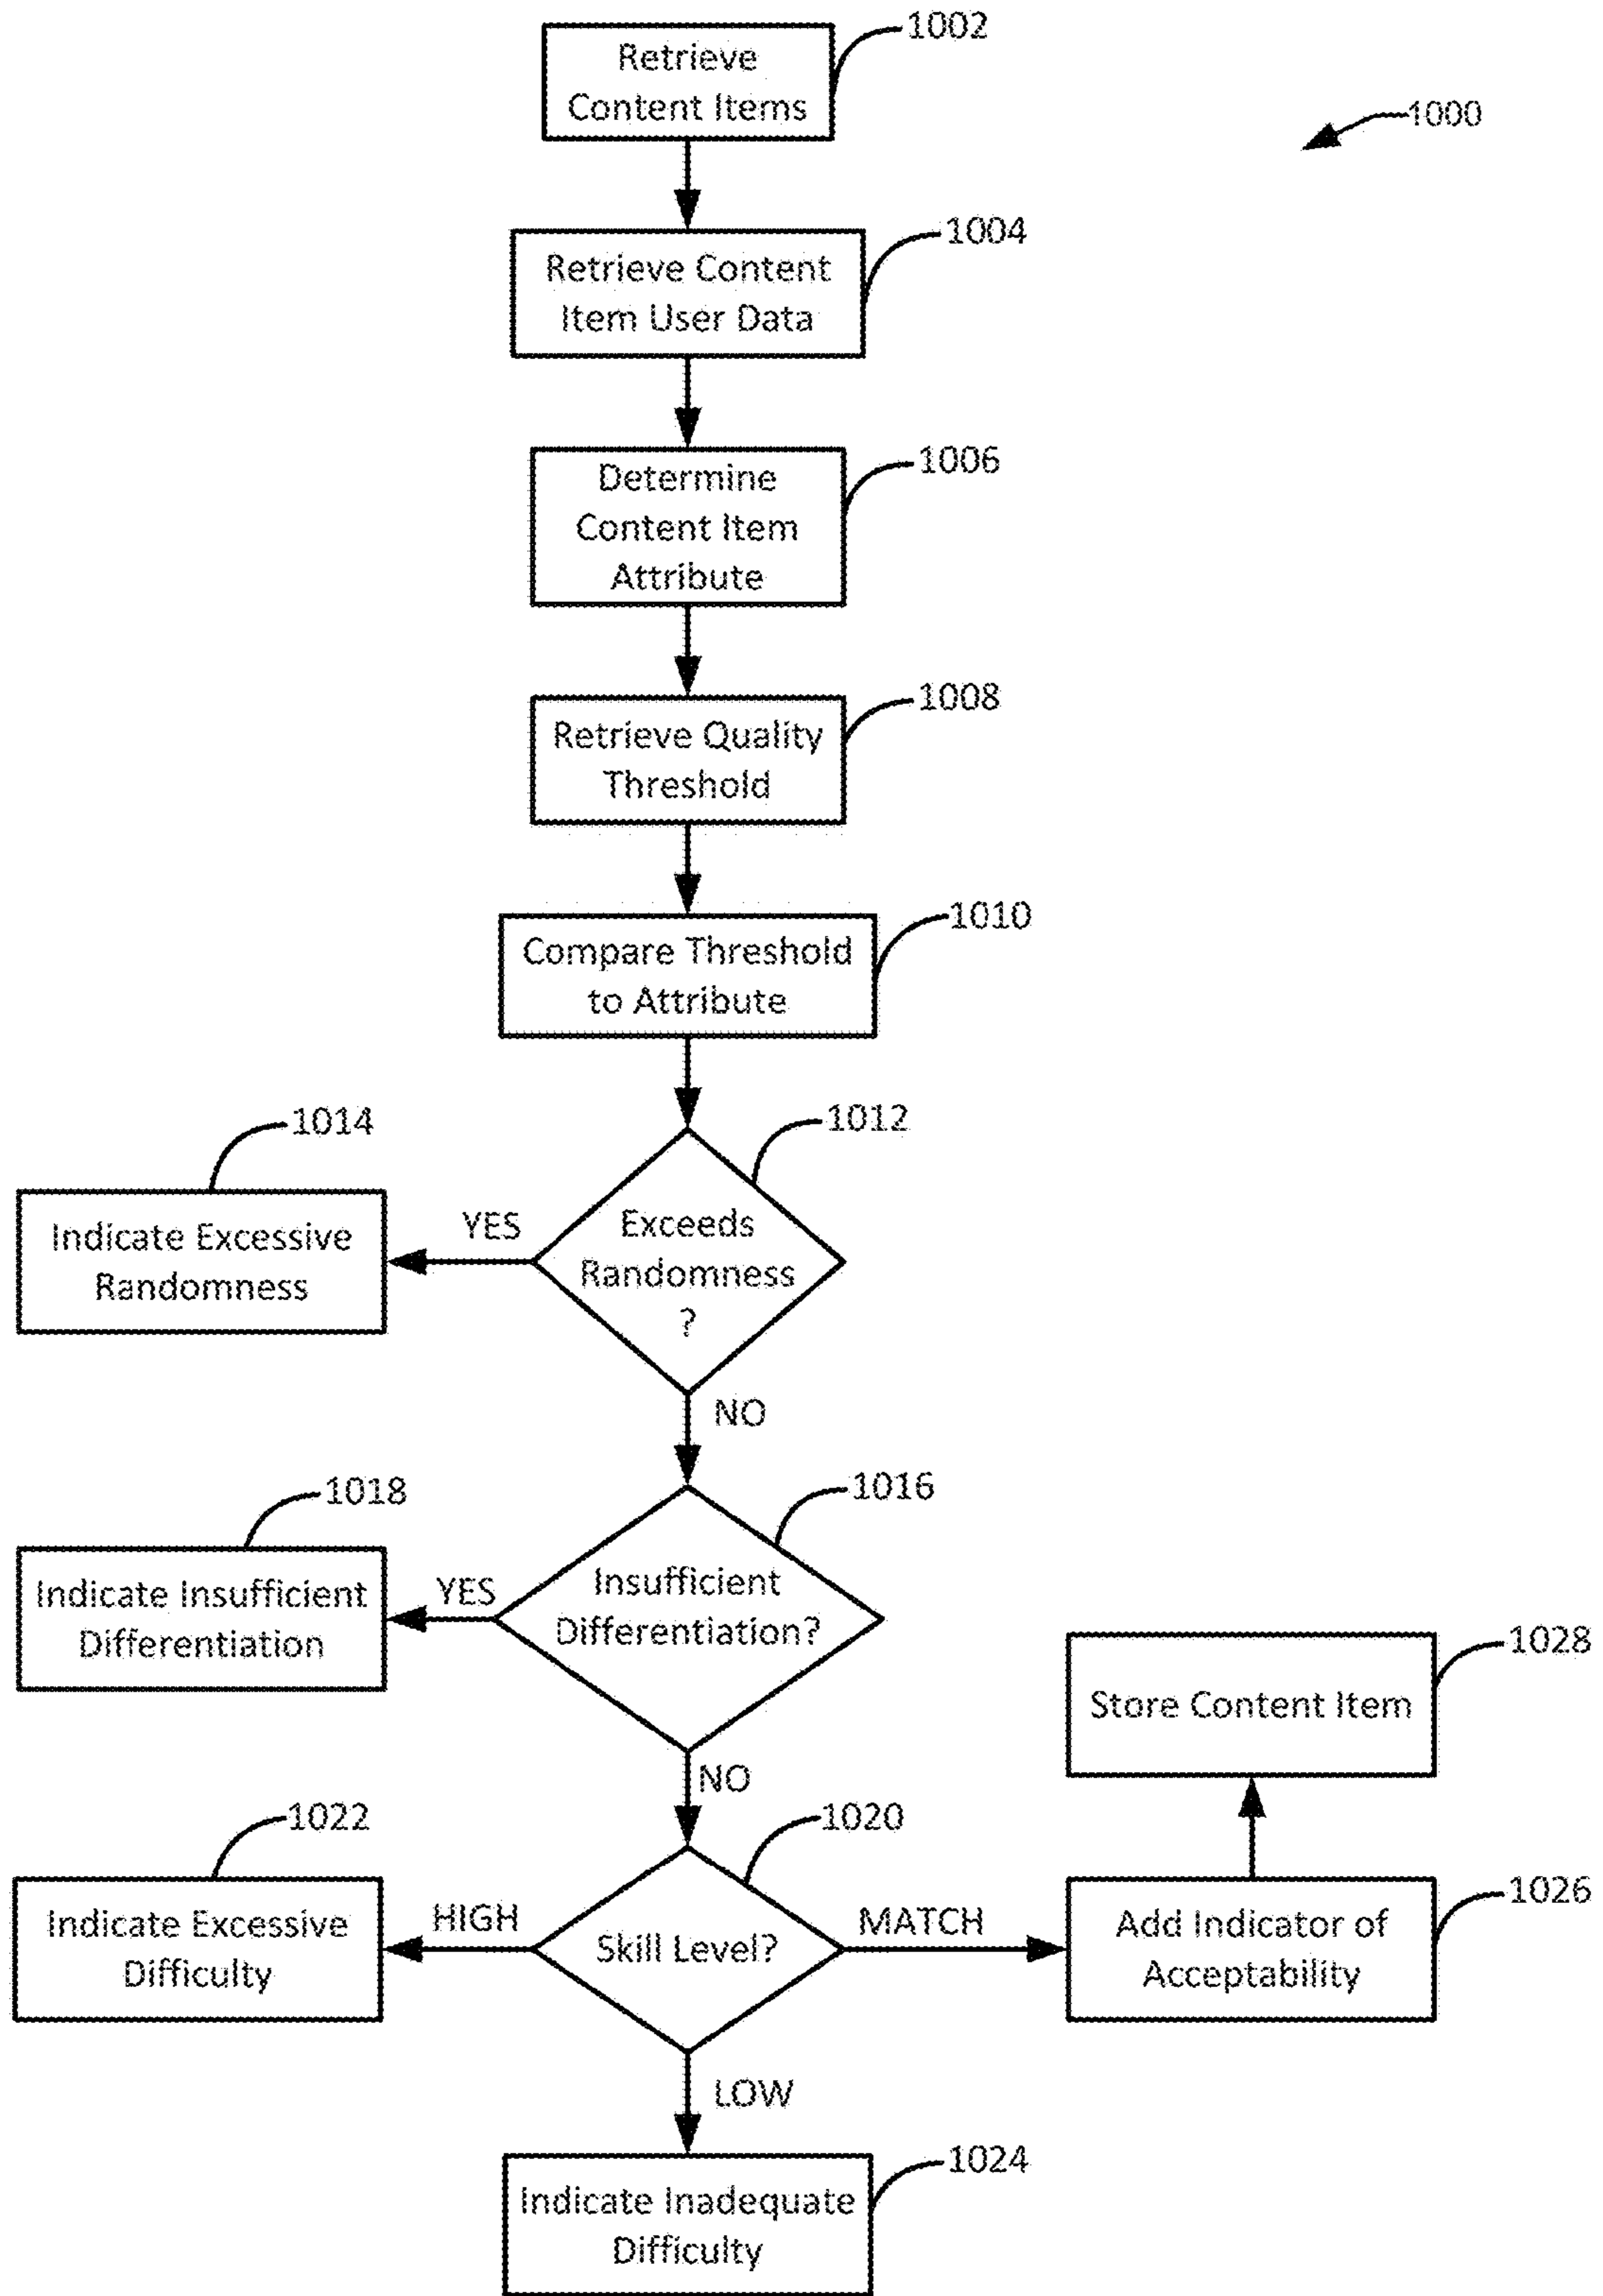 1002
Retrieve
Content Items
1000
1004
Retrieve Content
Item User Data
1006
Determine
Content Item
Attribute
1008
Retrieve Quality
Threshold
1010
Compare Threshold
to Attribute
1014
1012
Indicate Excessive
Randomness
YES
Exceeds
Randomness
?
NO
1018
1016
Indicate Insufficient
Differentiation
YES
Insufficient
Differentiation?
1028
Store Content Item
NO
1022
1020
1026
Indicate Excessive
Difficulty
HIGH
Skill Level?
MATCH
Add Indicator of
Acceptability
LOW
1024
Indicate Inadequate
Difficulty